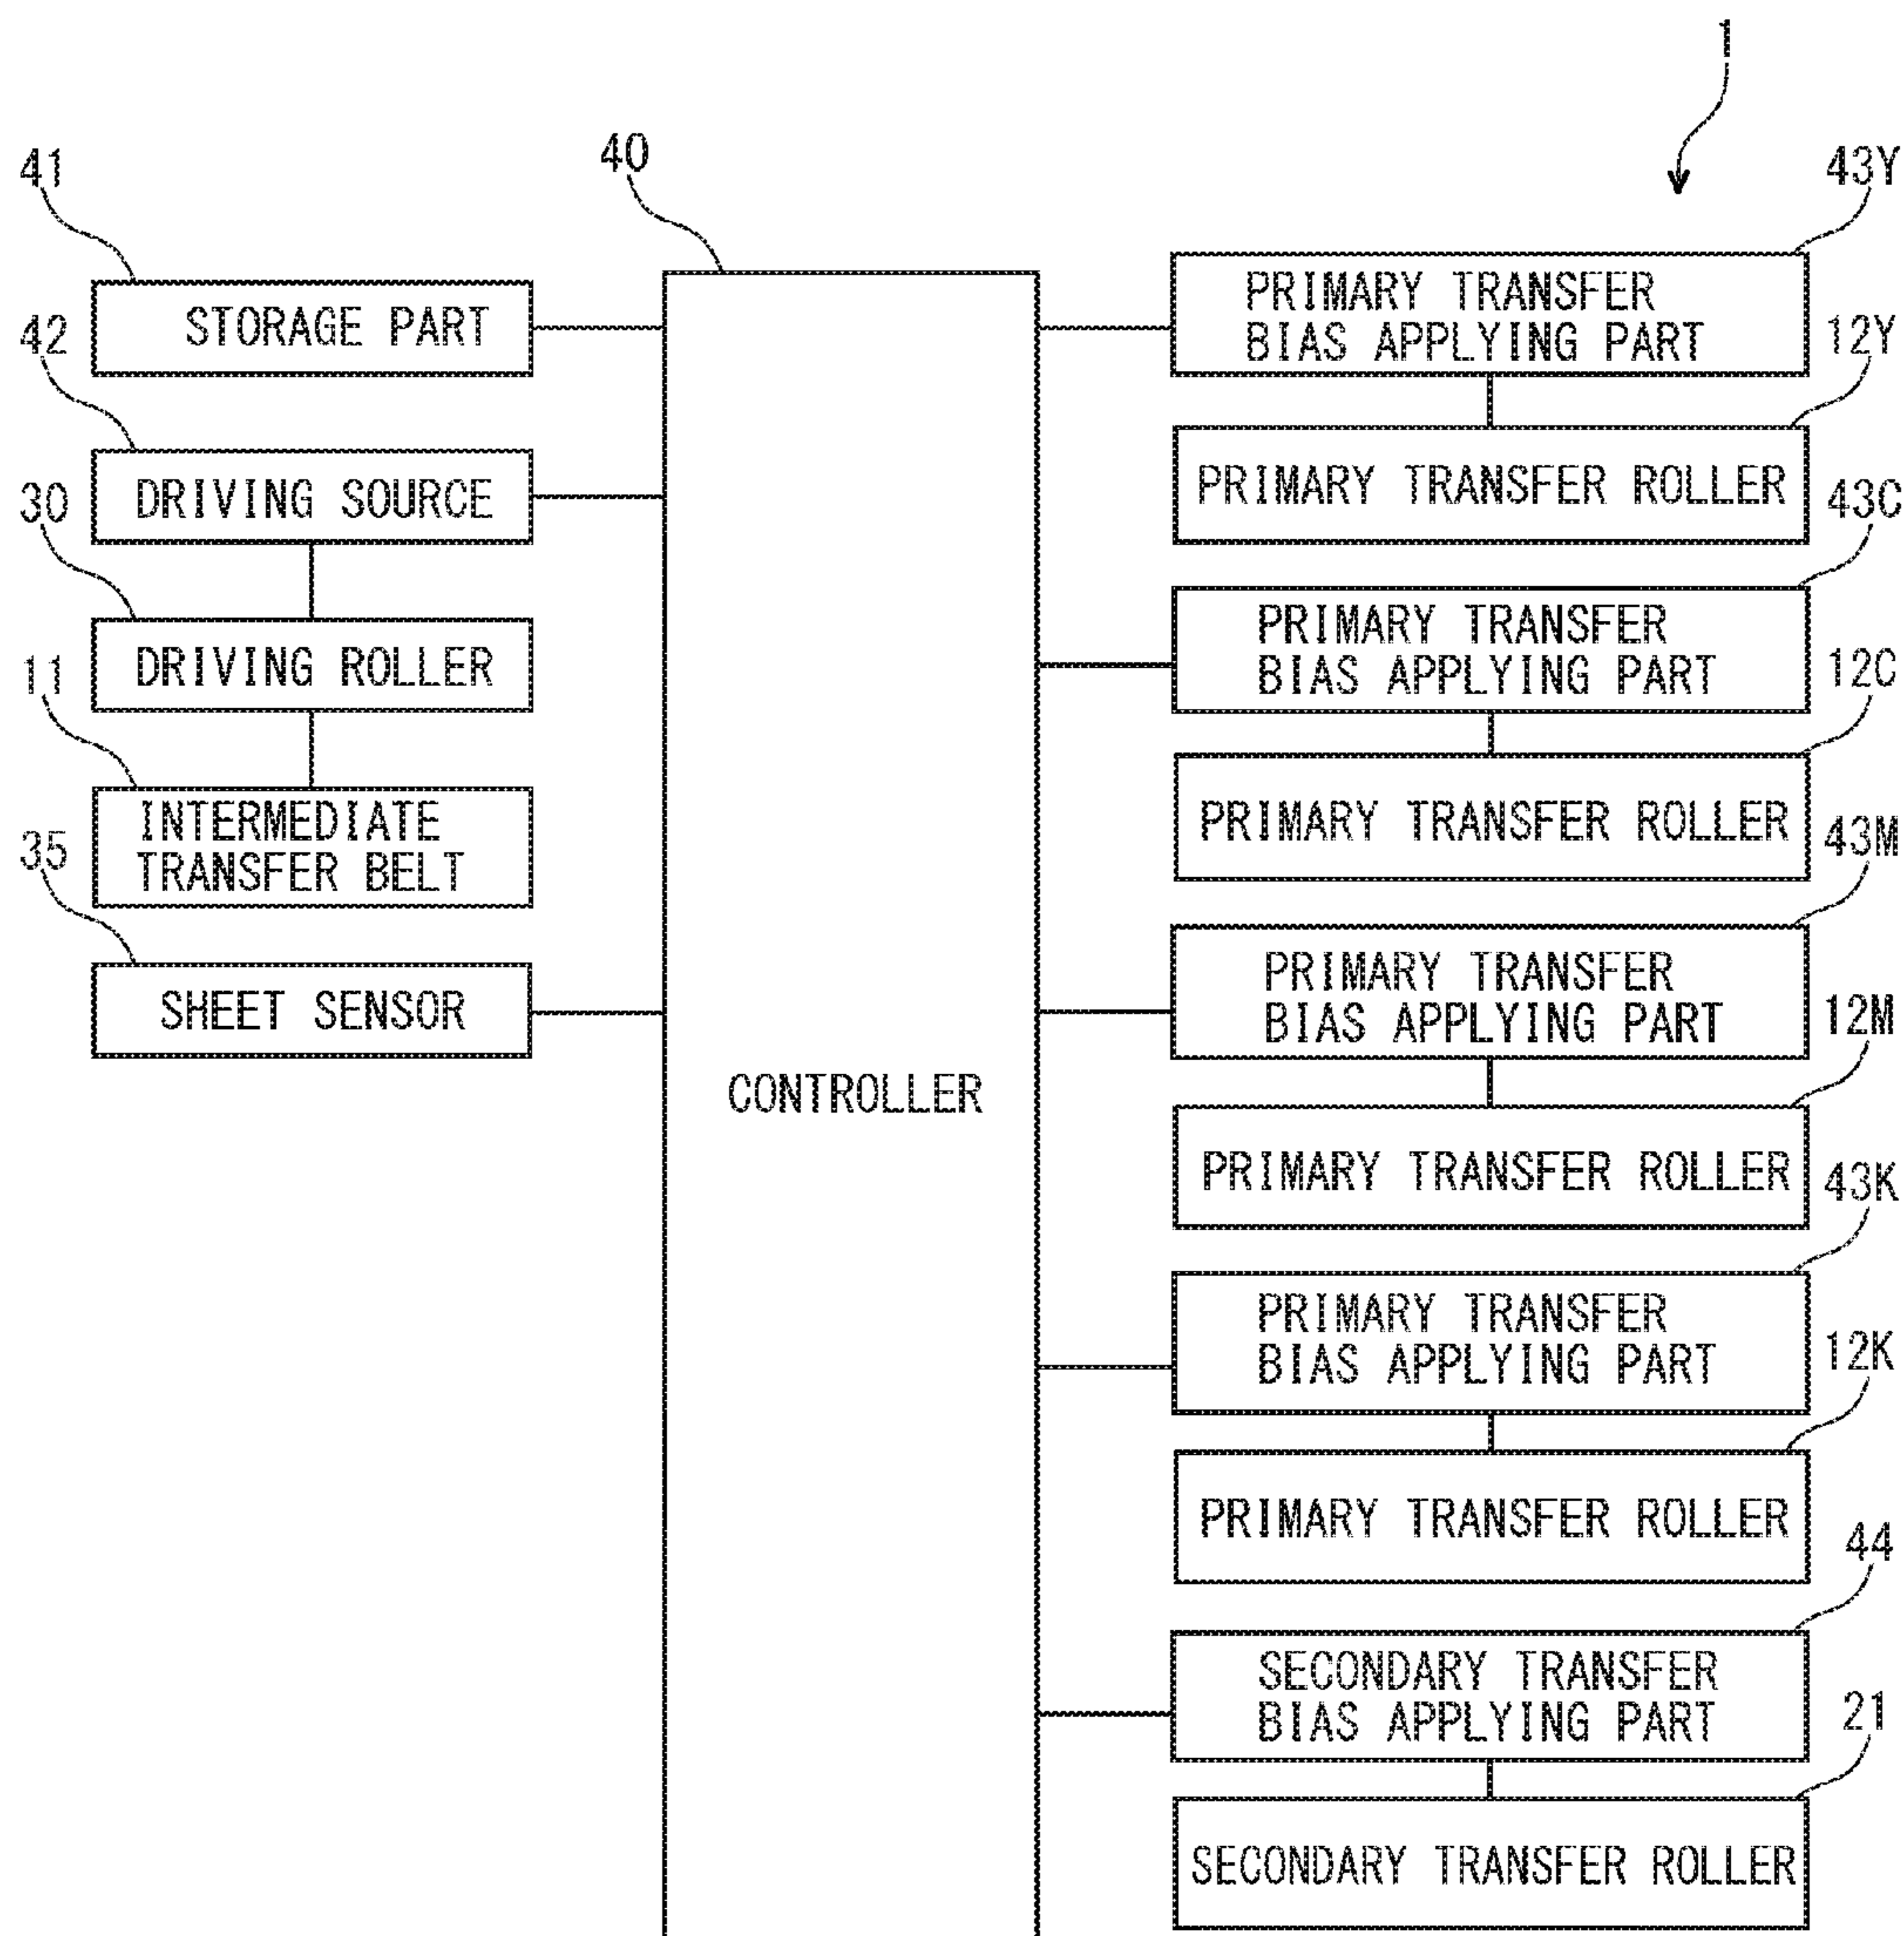 1
40
41
STORAGE PART
42
DRIVING SOURCE
30
DRIVING ROLLER
11
INTERMEDIATE
TRANSFER BELT
35
SHEET SENSOR
CONTROLLER
43Y
PRIMARY TRANSFER
BIAS APPLYING PART
12Y
PRIMARY TRANSFER ROLLER
43C
PRIMARY TRANSFER
BIAS APPLYING PART
12C
PRIMARY TRANSFER ROLLER
43M
PRIMARY TRANSFER
BIAS APPLYING PART
12M
PRIMARY TRANSFER ROLLER
43K
PRIMARY TRANSFER
BIAS APPLYING PART
12K
PRIMARY TRANSFER ROLLER
44
SECONDARY TRANSFER
BIAS APPLYING PART
21
SECONDARY TRANSFER ROLLER